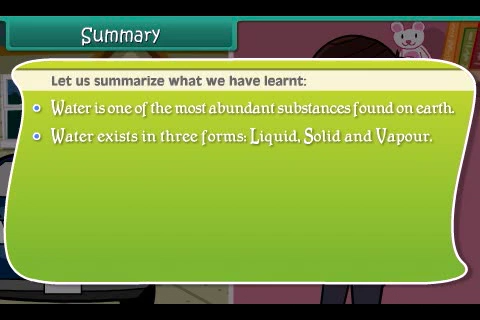 Summary
Let us summarize what we have learnt:
Water is one of the most abundant substances found on earth.
Water exists in three forms: Liquid, Solid and Vapour.